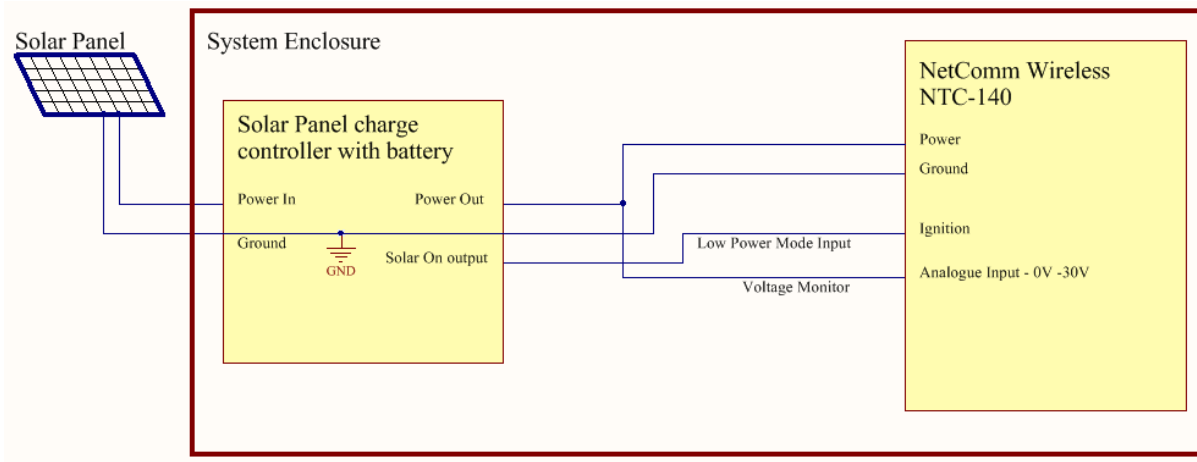 Solar Panel
System Enclosure
NetComm Wireless
NTC-140
Solar Panel charge
controller with battery
Power
Ground
Power In
Power Out
Ignition
Ground
Low Power Mode Input
Solar On output
GND
Analogue Input - 0V -30V
Voltage Monitor